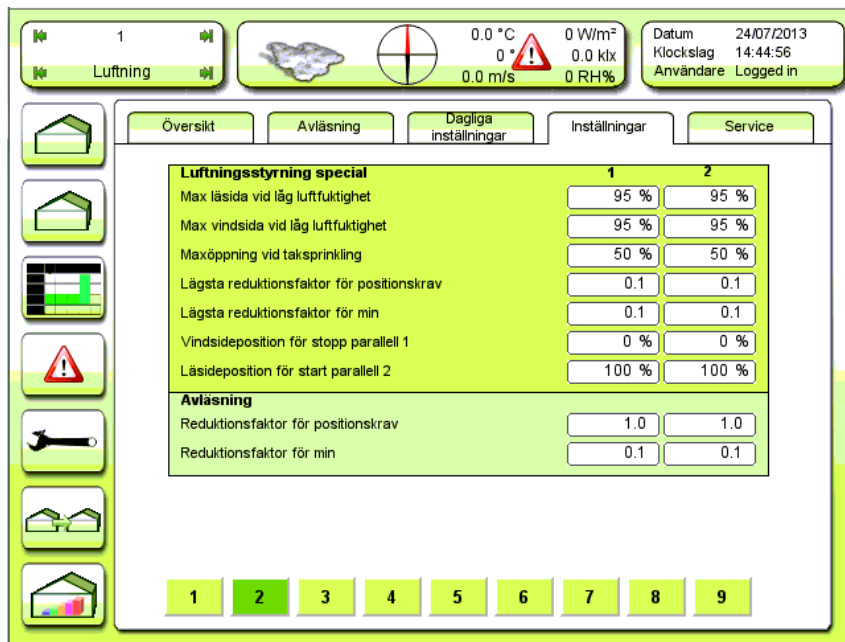 1
Luftning
0.0 °C
0 °
0.0 m/s
0 W/m²
0.0 klx
0 RH%
Datum 24/07/2013
Klockslag 14:44:56
Användare Logged in
Översikt
Avläsning
Dagliga
inställningar
Inställningar
Service
Luftningsstyrning special 1 2
Max läsida vid låg luftfuktighet 95 % 95 %
Max vindsida vid låg luftfuktighet 95 % 95 %
Maxöppning vid taksprinkling 50 % 50 %
Lägsta reduktionsfaktor för positionskrav 0.1 0.1
Lägsta reduktionsfaktor för min 0.1 0.1
Vindsideposition för stopp parallell 1 0 % 0 %
Läsideposition för start parallell 2 100 % 100 %
Avläsning
Reduktionsfaktor för positionskrav 1.0 1.0
Reduktionsfaktor för min 0.1 0.1
1 2 3 4 5 6 7 8 9